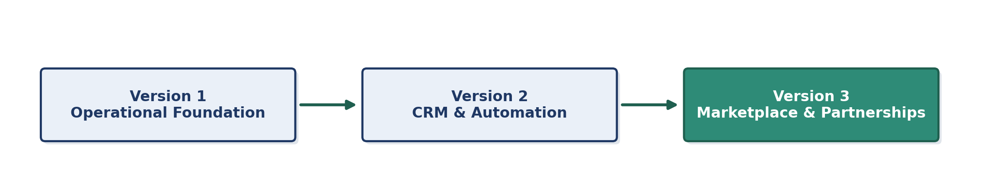 Version 1
Operational Foundation
Version 2
CRM & Automation
Version 3
Marketplace & Partnerships